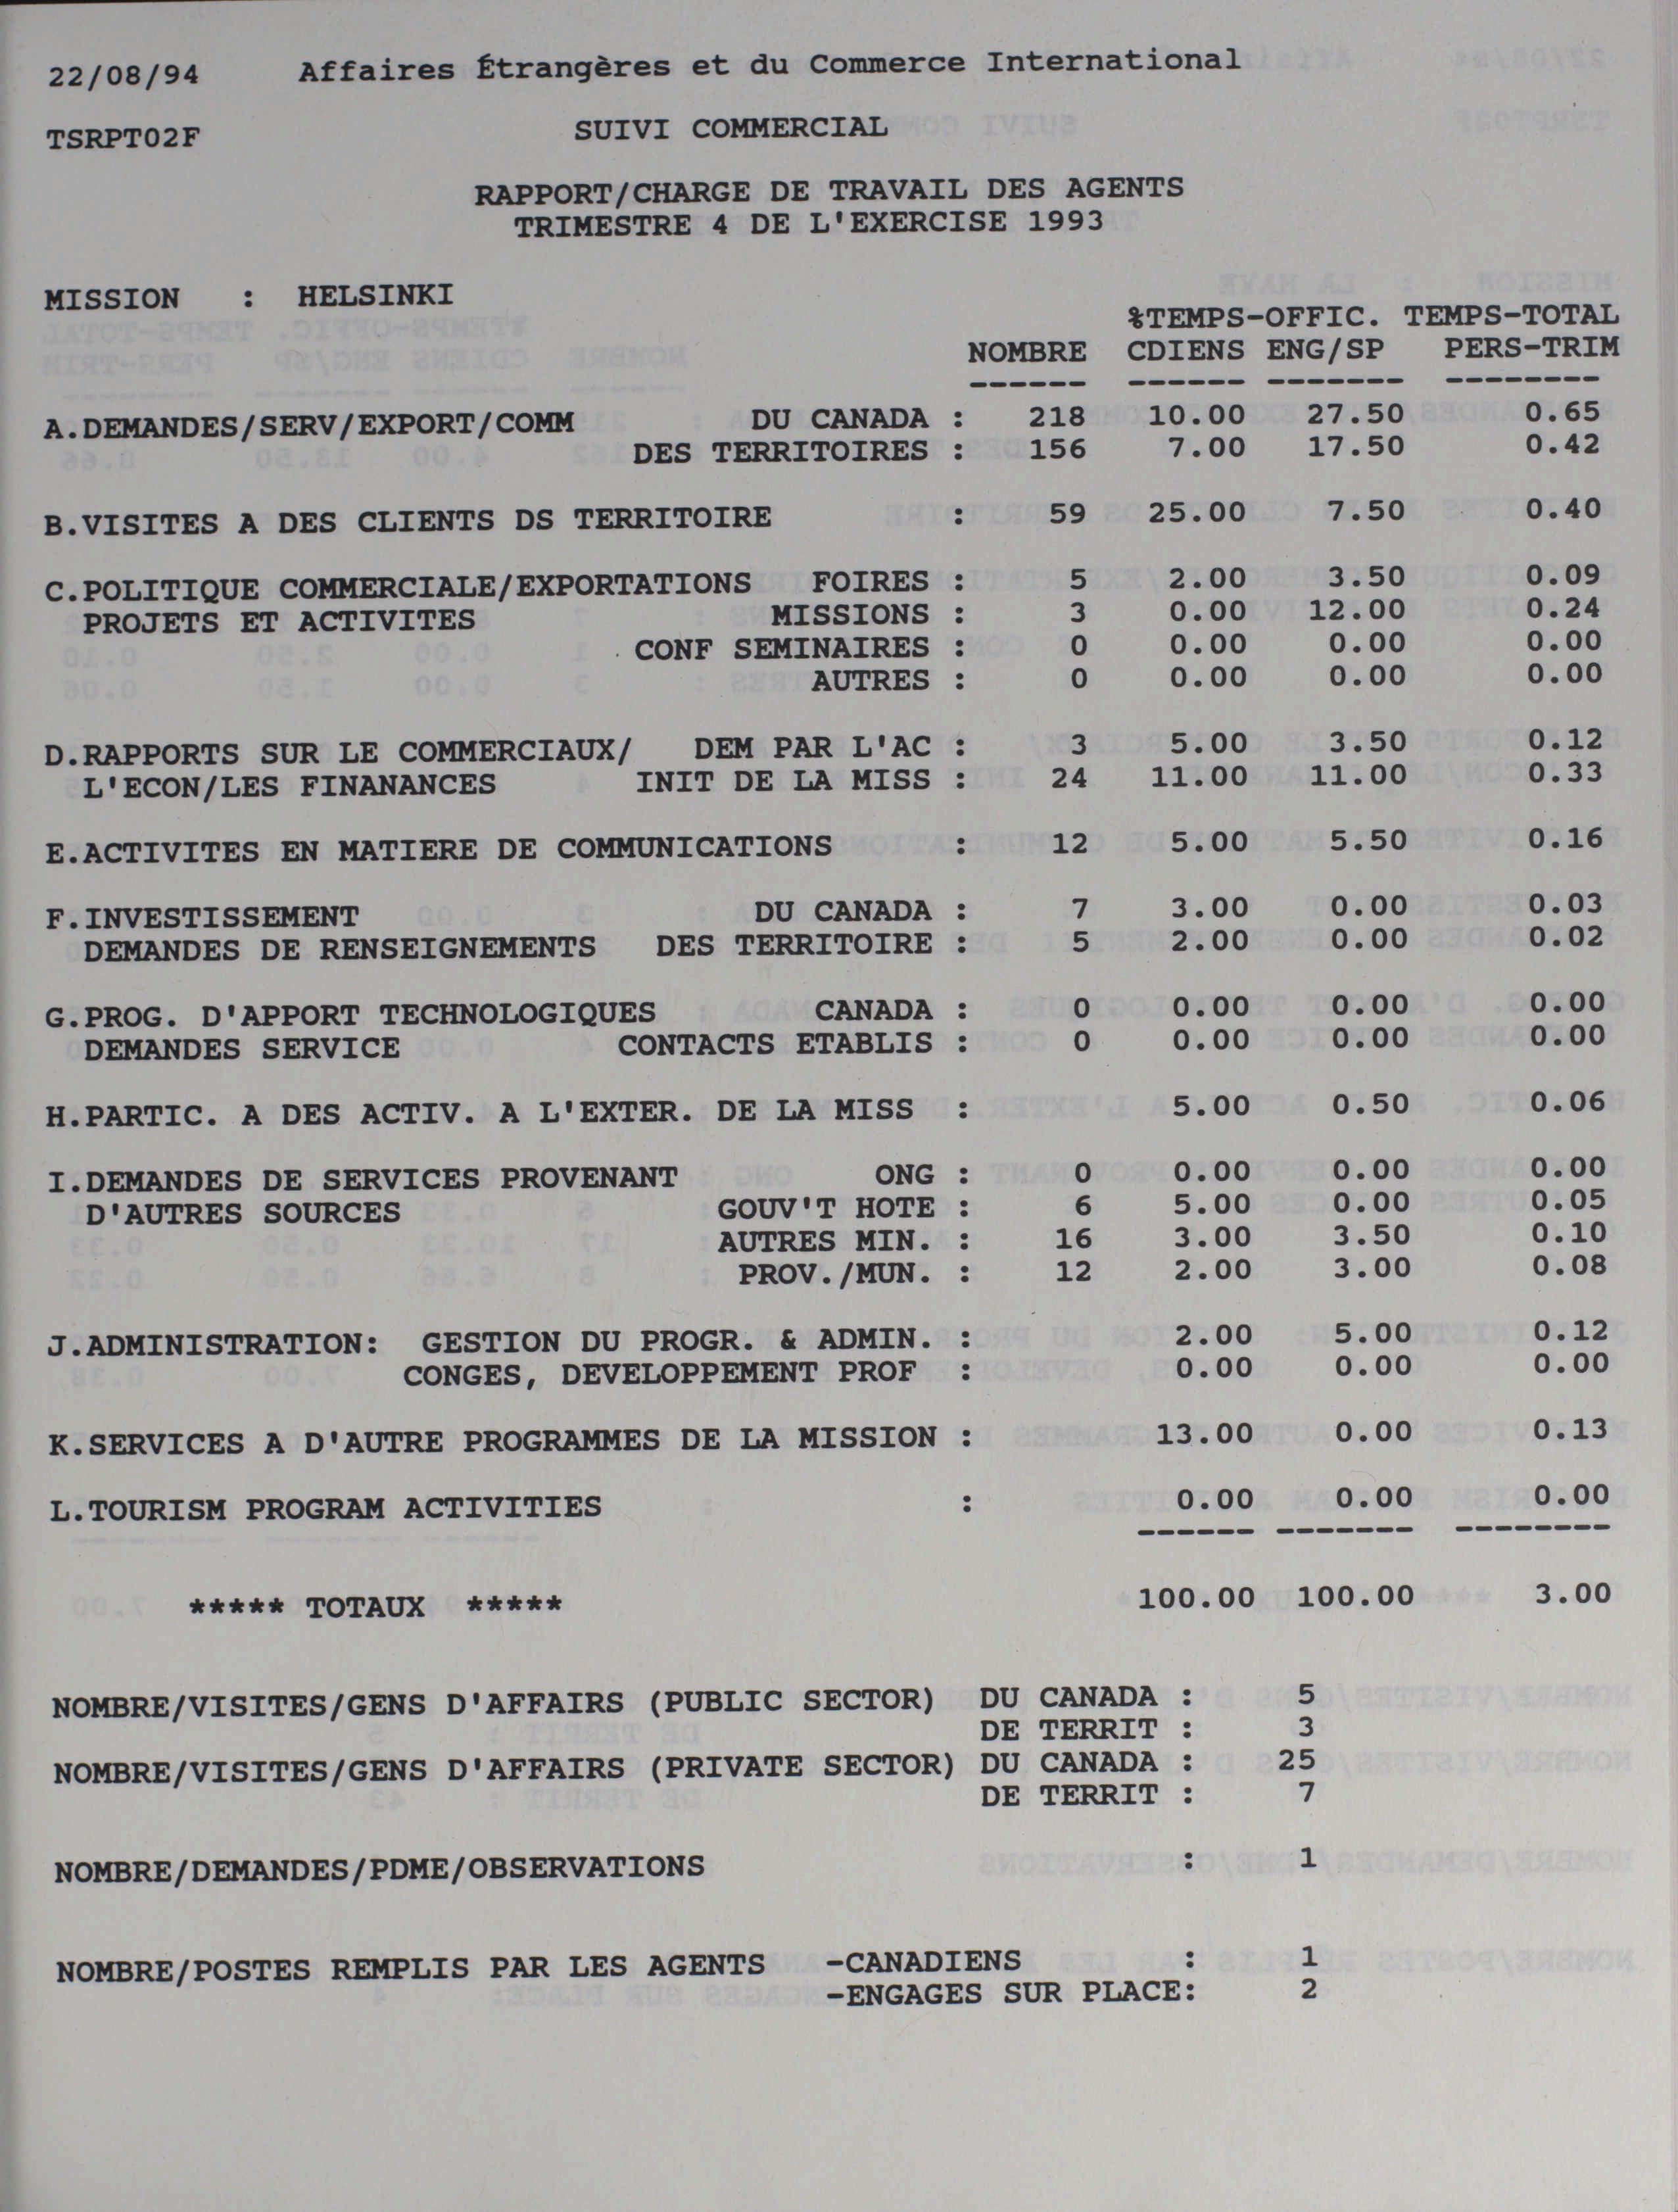 22/08/94 Affaires Étrangères et du Commerce International
TSRPT02F SUIVI COMMERCIAL
RAPPORT/CHARGE DE TRAVAIL DES AGENTS
TRIMESTRE 4 DE L'EXERCISE 1993
MISSION : HELSINKI
%TEMPS-OFFIC. TEMPS-TOTAL
NOMBRE CDIENS ENG/SP PERS-TRIM
------ ------ ------- --------
A.DEMANDES/SERV/EXPORT/COMM DU CANADA : 218 10.00 27.50 0.65
DES TERRITOIRES : 156 7.00 17.50 0.42
B.VISITES A DES CLIENTS DS TERRITOIRE : 59 25.00 7.50 0.40
C.POLITIQUE COMMERCIALE/EXPORTATIONS FOIRES : 5 2.00 3.50 0.09
PROJETS ET ACTIVITES MISSIONS : 3 0.00 12.00 0.24
CONF SEMINAIRES : 0 0.00 0.00 0.00
AUTRES : 0 0.00 0.00 0.00
D.RAPPORTS SUR LE COMMERCIAUX/ DEM PAR L'AC : 3 5.00 3.50 0.12
L'ECON/LES FINANANCES INIT DE LA MISS : 24 11.00 11.00 0.33
E.ACTIVITES EN MATIERE DE COMMUNICATIONS : 12 5.00 5.50 0.16
F.INVESTISSEMENT DU CANADA : 7 3.00 0.00 0.03
DEMANDES DE RENSEIGNEMENTS DES TERRITOIRE : 5 2.00 0.00 0.02
G.PROG. D'APPORT TECHNOLOGIQUES CANADA : 0 0.00 0.00 0.00
DEMANDES SERVICE CONTACTS ETABLIS : 0 0.00 0.00 0.00
H.PARTIC. A DES ACTIV. A L'EXTER. DE LA MISS : 5.00 0.50 0.06
I.DEMANDES DE SERVICES PROVENANT ONG : 0 0.00 0.00 0.00
D'AUTRES SOURCES GOUV'T HOTE : 6 5.00 0.00 0.05
AUTRES MIN. : 16 3.00 3.50 0.10
PROV./MUN. : 12 2.00 3.00 0.08
J.ADMINISTRATION: GESTION DU PROGR. & ADMIN. : 2.00 5.00 0.12
CONGES, DEVELOPPEMENT PROF : 0.00 0.00 0.00
K.SERVICES A D'AUTRE PROGRAMMES DE LA MISSION : 13.00 0.00 0.13
L.TOURISM PROGRAM ACTIVITIES : 0.00 0.00 0.00
------ ------- --------
***** TOTAUX ***** 100.00 100.00 3.00
NOMBRE/VISITES/GENS D'AFFAIRS (PUBLIC SECTOR) DU CANADA : 5
DE TERRIT : 3
NOMBRE/VISITES/GENS D'AFFAIRS (PRIVATE SECTOR) DU CANADA : 25
DE TERRIT : 7
NOMBRE/DEMANDES/PDME/OBSERVATIONS : 1
NOMBRE/POSTES REMPLIS PAR LES AGENTS -CANADIENS : 1
-ENGAGES SUR PLACE: 2